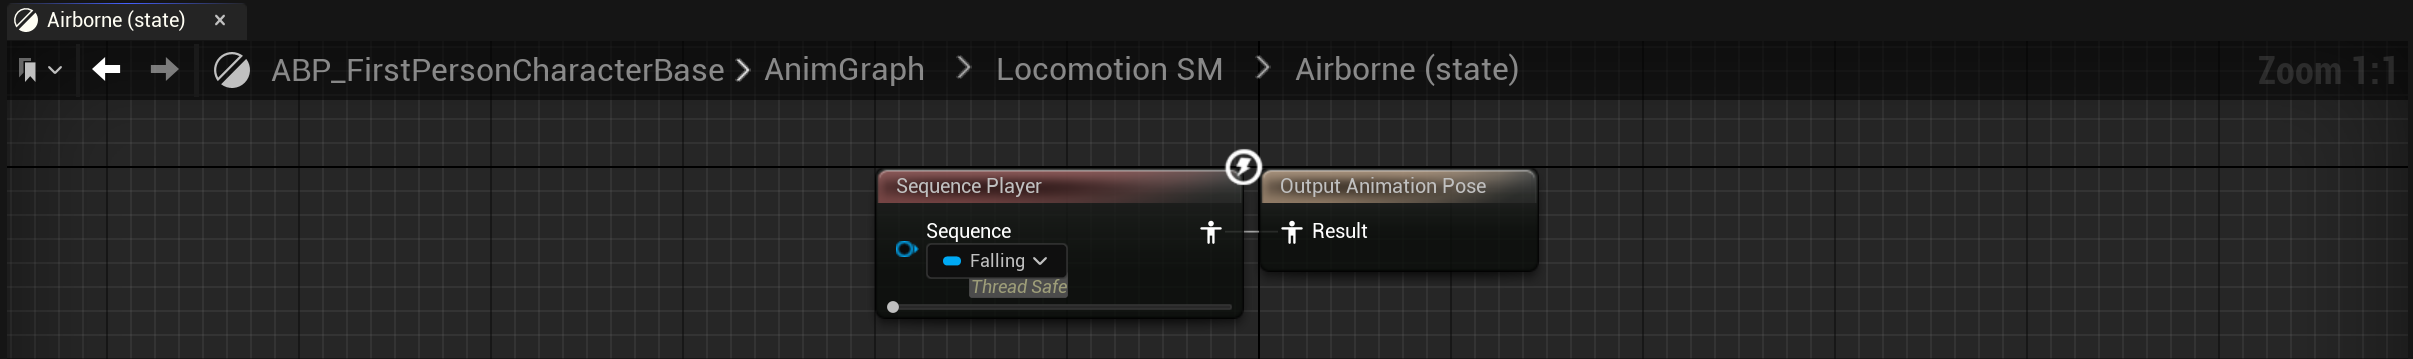 Airborne (state)
ABP_FirstPersonCharacterBase > AnimGraph > Locomotion SM > Airborne (state)
Zoom 1:1
Sequence Player
Output Animation Pose
Sequence
Result
Falling
Thread Safe